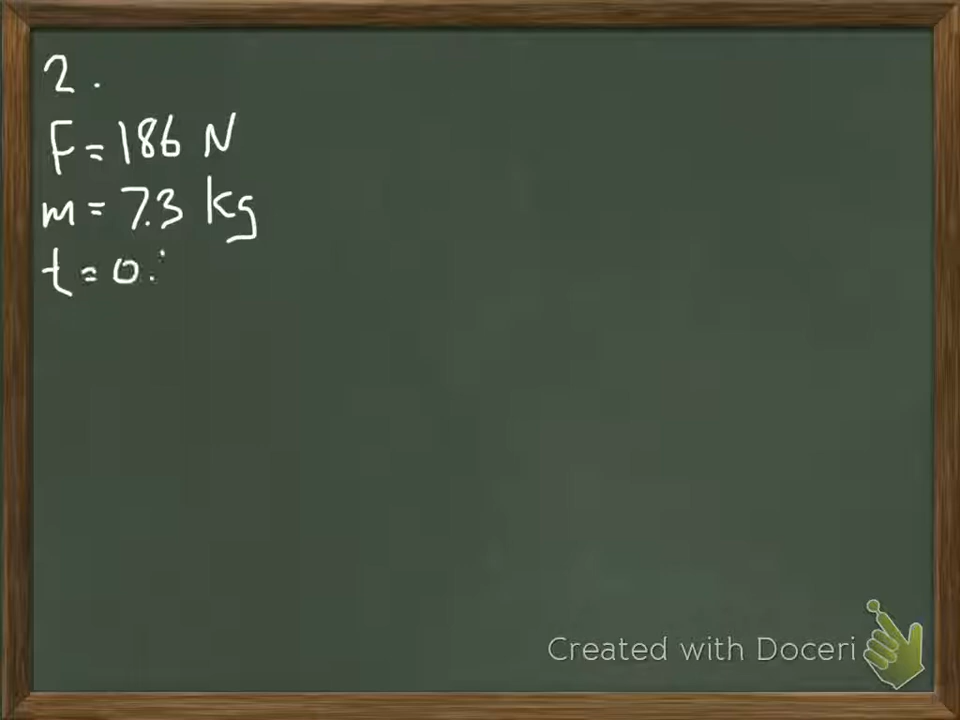 2.
F = 186 N
m = 7.3 kg
t = 0.
Created with Doceri